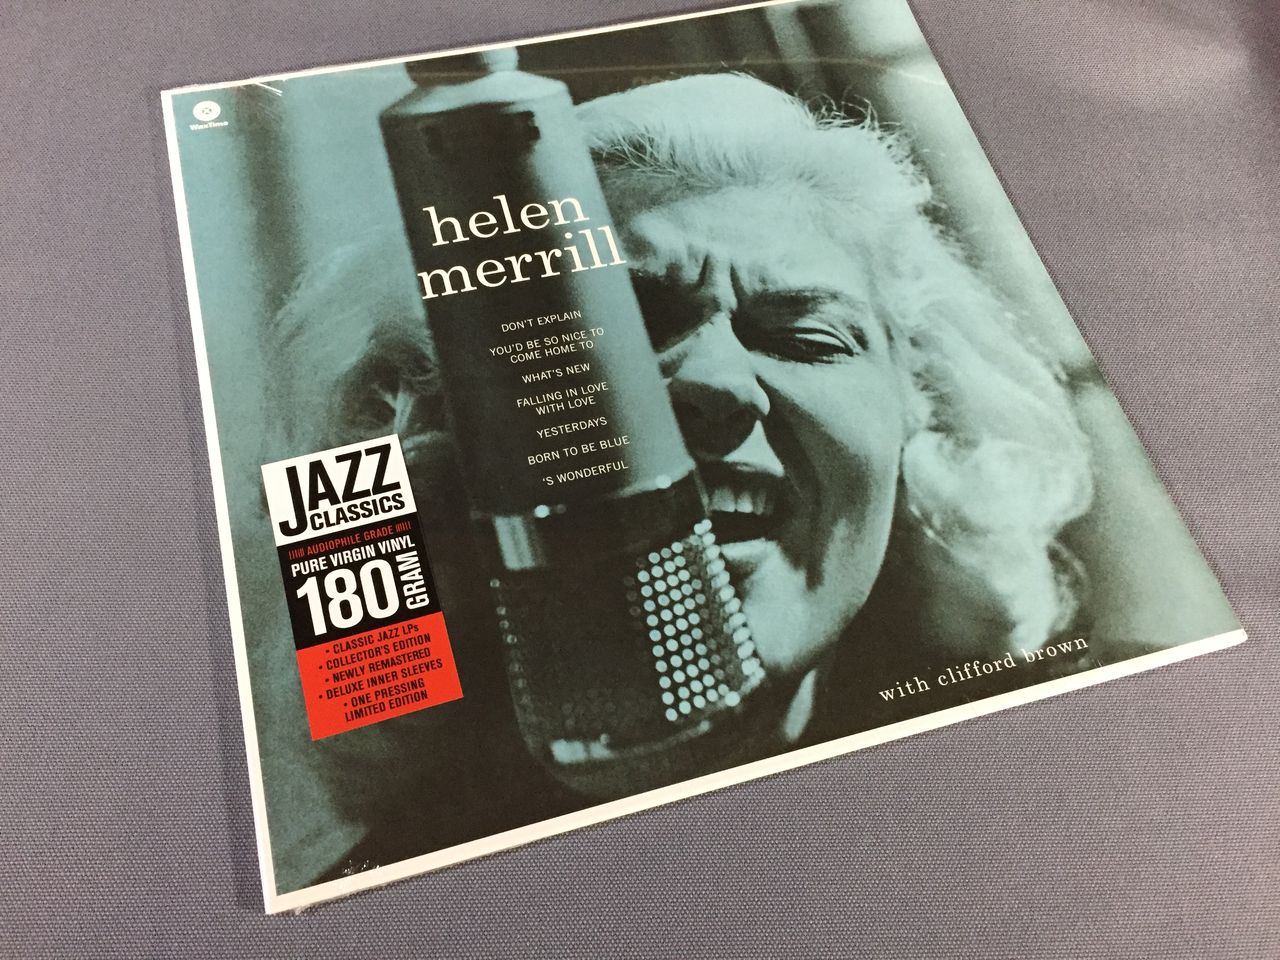 WaxTime
helen
merrill
DON'T EXPLAIN
YOU'D BE SO NICE TO
COME HOME TO
WHAT'S NEW
FALLING IN LOVE
WITH LOVE
YESTERDAYS
BORN TO BE BLUE
'S WONDERFUL
JAZZ
CLASSICS
AUDIOPHILE GRADE
PURE VIRGIN VINYL
180 GRAM
• CLASSIC JAZZ LPs
• COLLECTOR'S EDITION
• NEWLY REMASTERED
• DELUXE INNER SLEEVES
• ONE PRESSING
LIMITED EDITION
with clifford brown